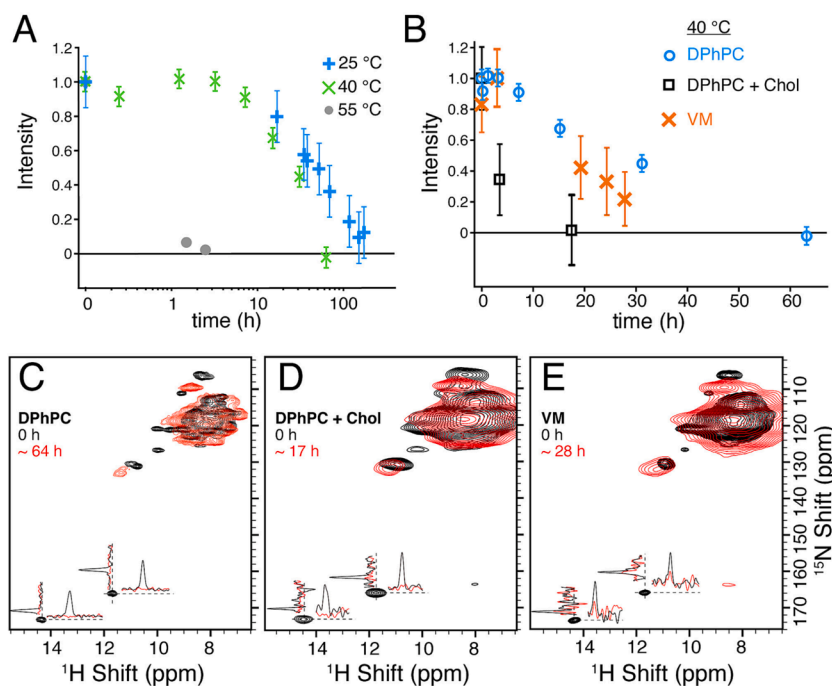 A
B
40 °C
1.2
1.0
0.8
0.6
0.4
0.2
0
Intensity
25 °C
40 °C
55 °C
0
1
10
100
time (h)
1.2
1.0
0.8
0.6
0.4
0.2
0
Intensity
DPhPC
DPhPC + Chol
VM
0
10
20
30
40
50
60
time (h)
C
DPhPC
0 h
~ 64 h
D
DPhPC + Chol
0 h
~ 17 h
E
VM
0 h
~ 28 h
110
120
130
140
150
160
170
15N Shift (ppm)
14 12 10 8
1H Shift (ppm)
14 12 10 8
1H Shift (ppm)
14 12 10 8
1H Shift (ppm)